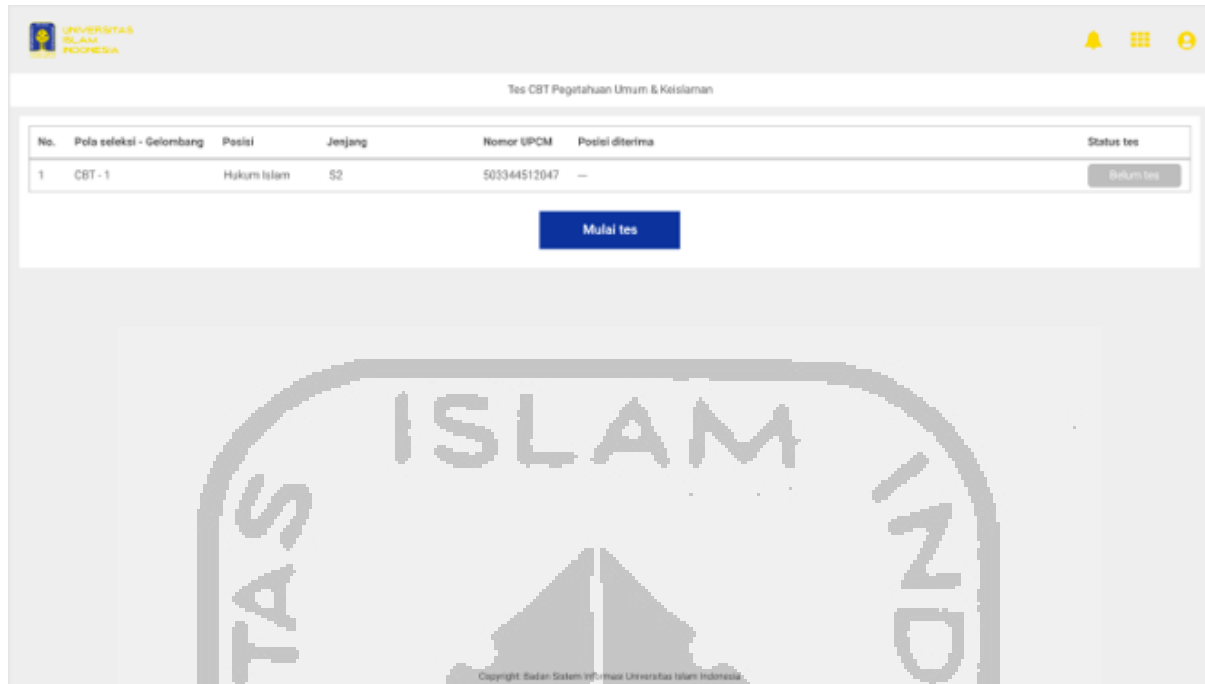 UNIVERSITAS
ISLAM
INDONESIA
Tes CBT Pegetahuan Umum & Keislaman
No. Pola seleksi - Gelombang Posisi Jenjang Nomor UPCM Posisi diterima Status tes
1 CBT - 1 Hukum Islam S2 503344512047 --- Belum tes
Mulai tes
ISLAM
IND
TAS
Copyright Badan Sistem Informasi Universitas Islam Indonesia